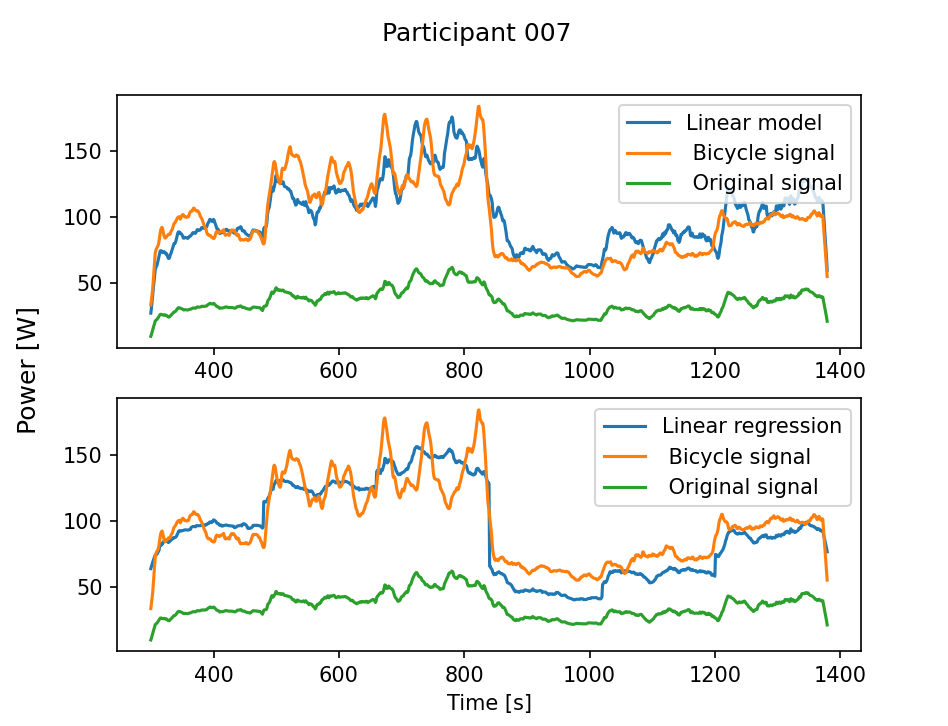 Participant 007
Linear model
Bicycle signal
Original signal
150
100
50
400
600
800
1000
1200
1400
Power [W]
Linear regression
Bicycle signal
Original signal
150
100
50
400
600
800
1000
1200
1400
Time [s]